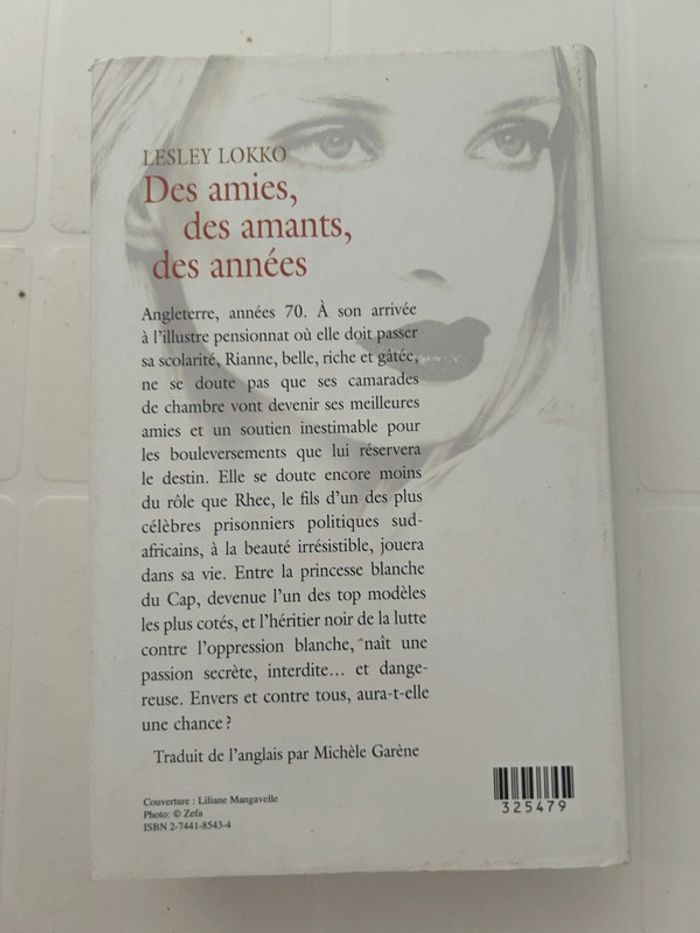 LESLEY LOKKO
Des amies,
des amants,
des années
Angleterre, années 70. À son arrivée
à l'illustre pensionnat où elle doit passer
sa scolarité, Rianne, belle, riche et gâtée,
ne se doute pas que ses camarades
de chambre vont devenir ses meilleures
amies et un soutien inestimable pour
les bouleversements que lui réservera
le destin. Elle se doute encore moins
du rôle que Rhee, le fils d'un des plus
célèbres prisonniers politiques sud-
africains, à la beauté irrésistible, jouera
dans sa vie. Entre la princesse blanche
du Cap, devenue l'un des top modèles
les plus cotés, et l'héritier noir de la lutte
contre l'oppression blanche, naît une
passion secrète, interdite... et dange-
reuse. Envers et contre tous, aura-t-elle
une chance ?
Traduit de l'anglais par Michèle Garène
Couverture : Liliane Mangavelle
Photo: © Zefa
ISBN 2-7441-8543-4
325479